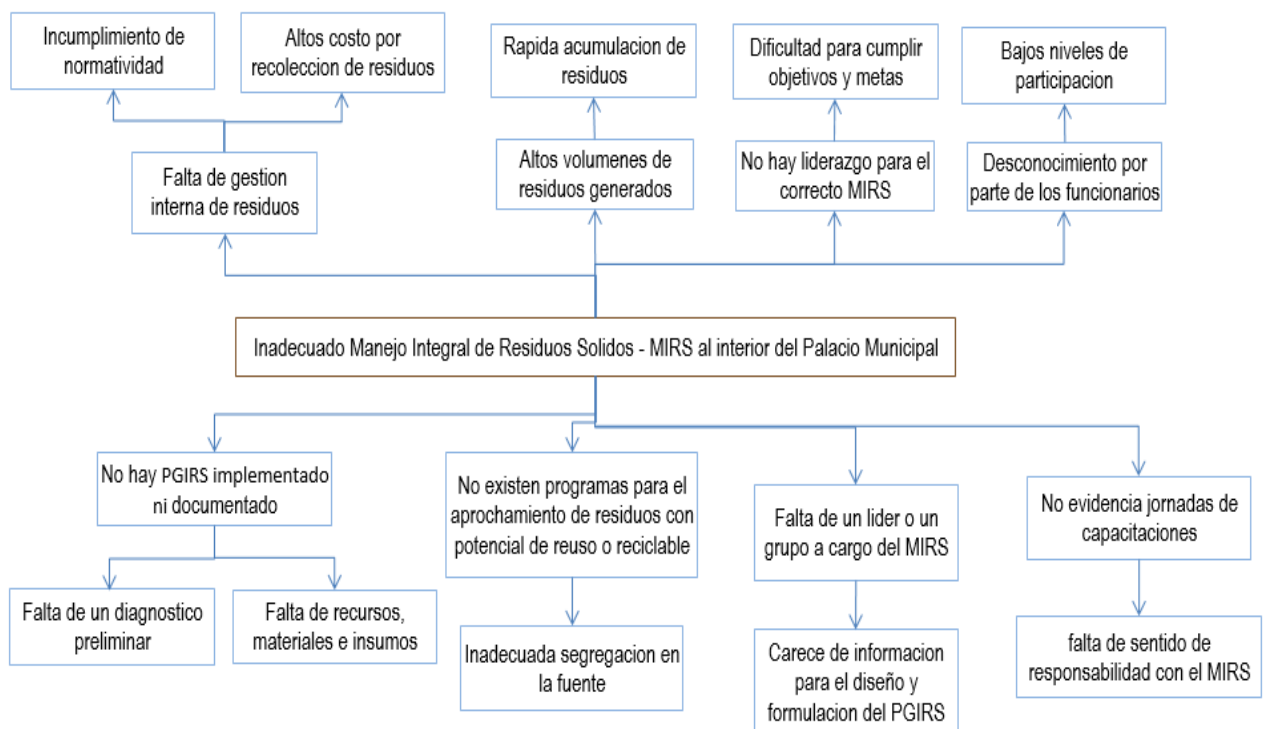 Incumplimiento de
normatividad
Altos costo por
recoleccion de residuos
Rapida acumulacion de
residuos
Dificultad para cumplir
objetivos y metas
Bajos niveles de
participacion
Falta de gestion
interna de residuos
Altos volumenes de
residuos generados
No hay liderazgo para el
correcto MIRS
Desconocimiento por
parte de los funcionarios
Inadecuado Manejo Integral de Residuos Solidos - MIRS al interior del Palacio Municipal
No hay PGIRS implementado
ni documentado
No existen programas para el
aprochamiento de residuos con
potencial de reuso o reciclable
Falta de un lider o un
grupo a cargo del MIRS
No evidencia jornadas de
capacitaciones
Falta de un diagnostico
preliminar
Falta de recursos,
materiales e insumos
Inadecuada segregacion en
la fuente
Carece de informacion
para el diseño y
formulacion del PGIRS
falta de sentido de
responsabilidad con el MIRS